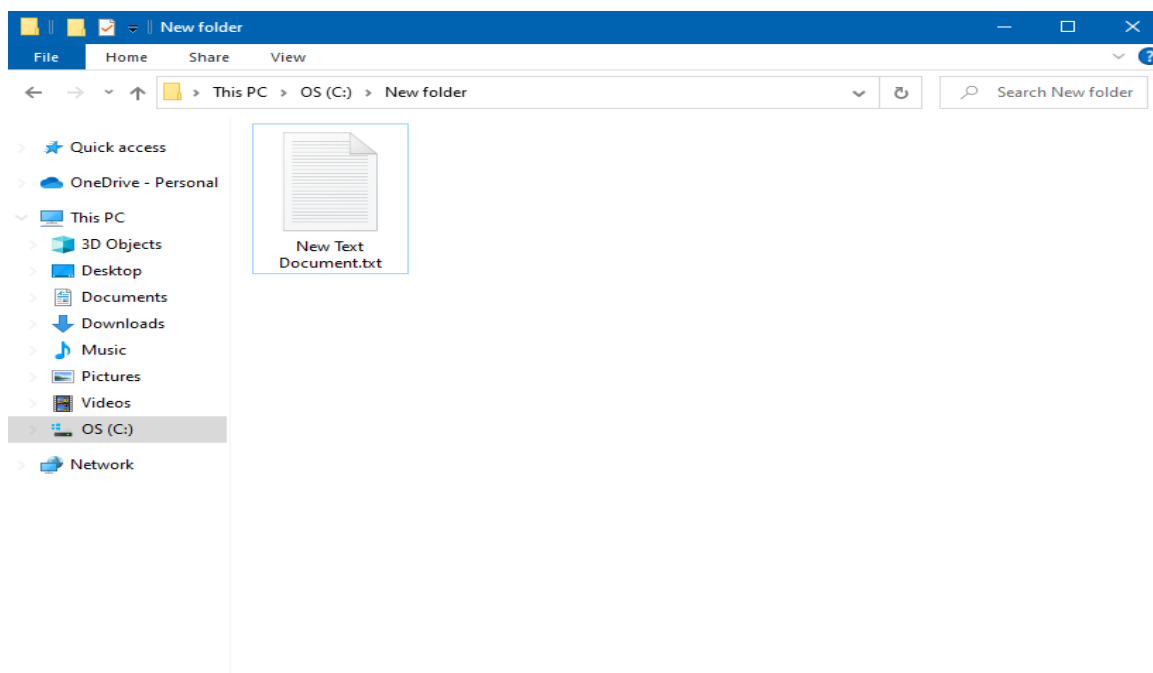 New folder
File Home Share View
This PC > OS (C:) > New folder
Search New folder
Quick access
OneDrive - Personal
This PC
3D Objects
Desktop
Documents
Downloads
Music
Pictures
Videos
OS (C:)
Network
New Text
Document.txt